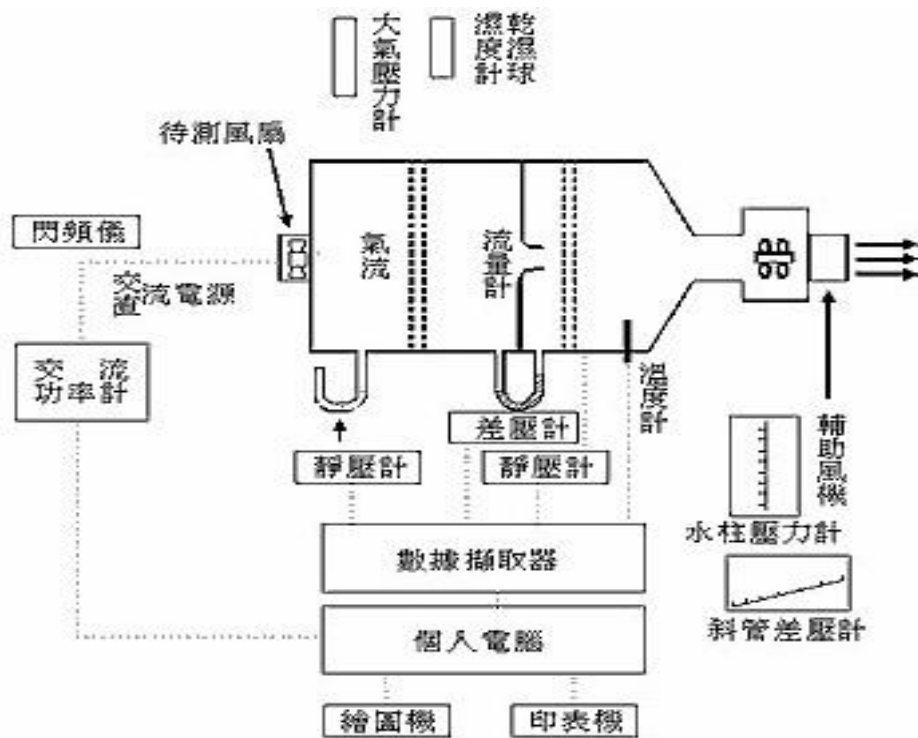 大氣壓力計
乾濕球
濕度計
待測風扇
閃頻儀
氣流
流量計
交直流電源
交流
功率計
溫度計
差壓計
靜壓計
靜壓計
輔助風機
水柱壓力計
數據擷取器
斜管差壓計
個人電腦
繪圖機
印表機